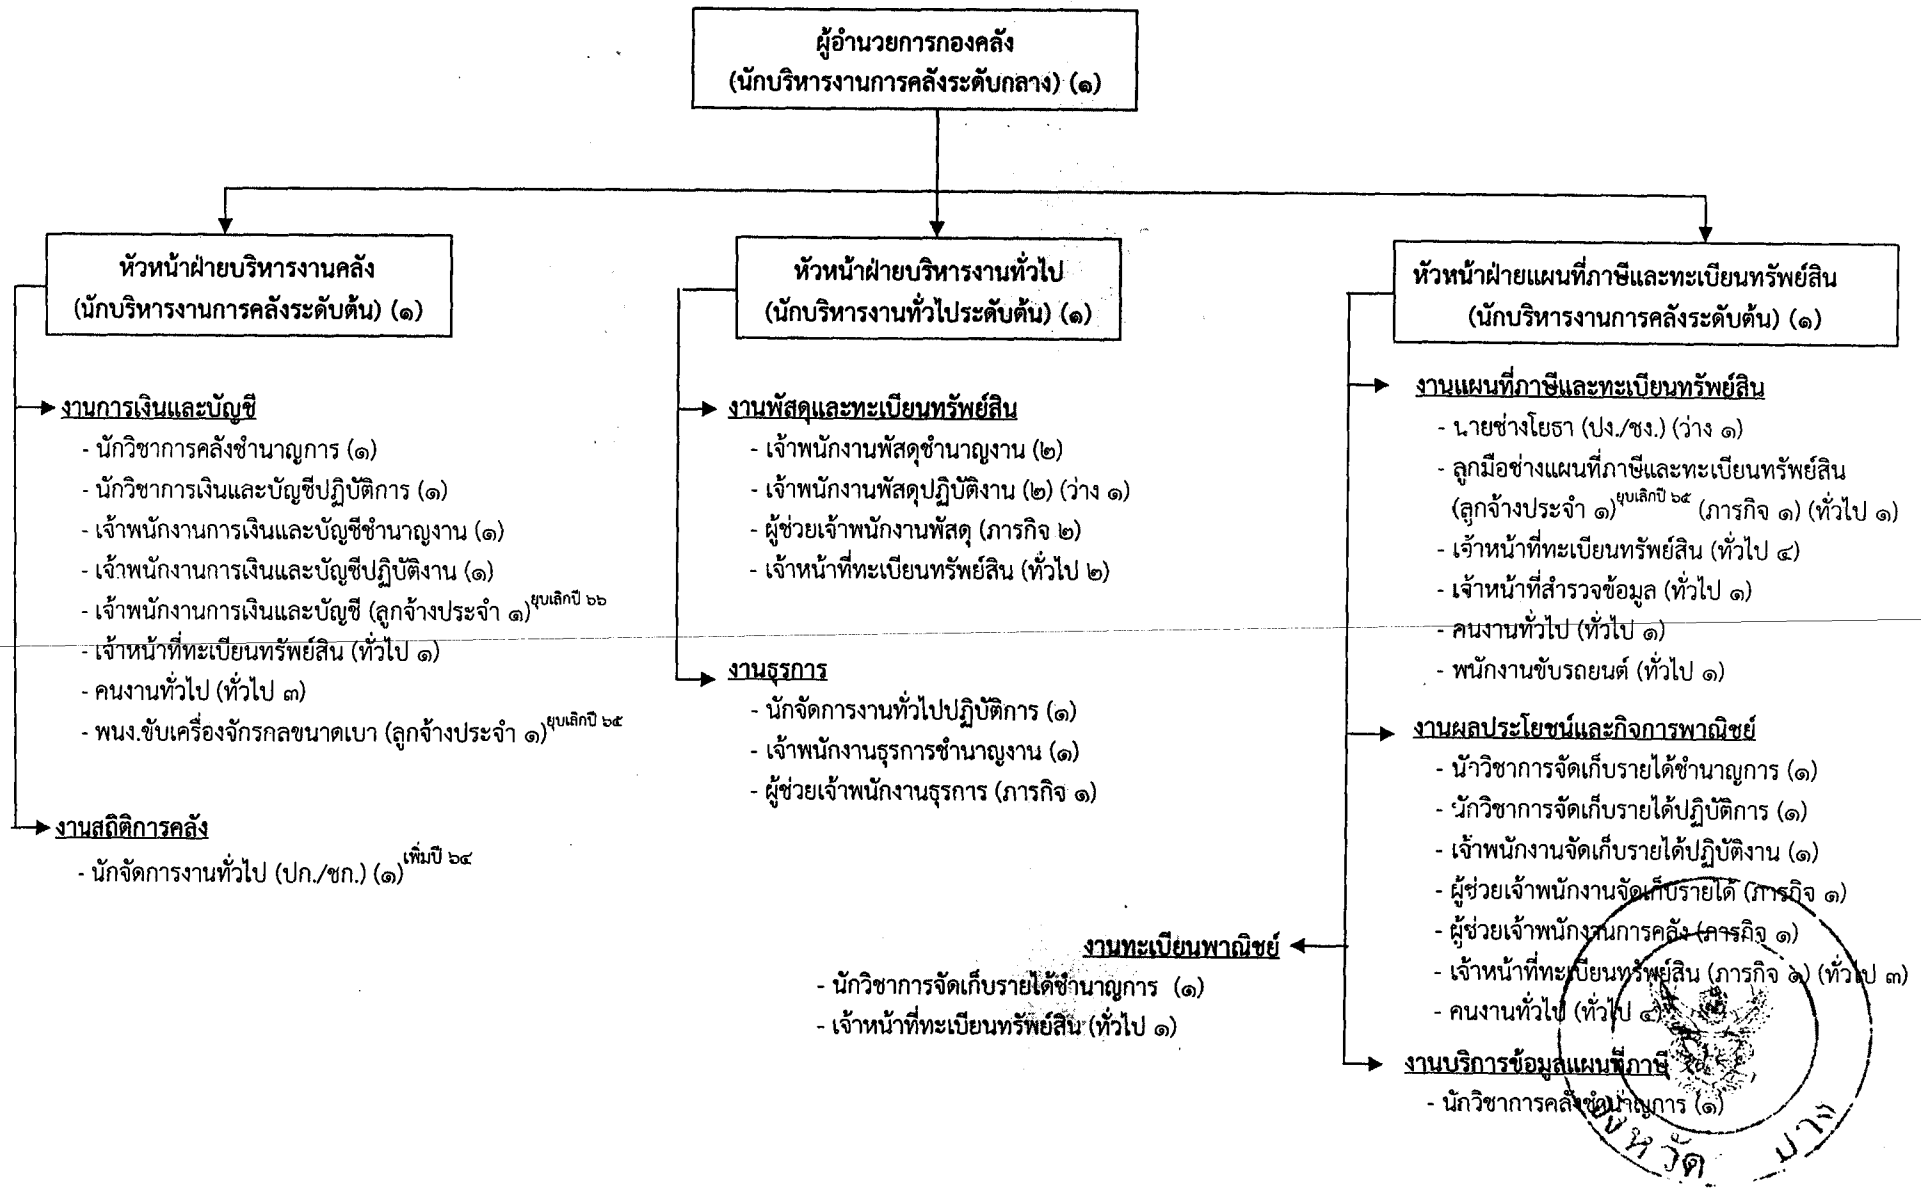 ผู้อำนวยการกองคลัง
(นักบริหารงานการคลังระดับกลาง) (๑)
หัวหน้าฝ่ายบริหารงานคลัง
(นักบริหารงานการคลังระดับต้น) (๑)
งานการเงินและบัญชี
- นักวิชาการคลังชำนาญการ (๑)
- นักวิชาการเงินและบัญชีปฏิบัติการ (๑)
- เจ้าพนักงานการเงินและบัญชีชำนาญงาน (๑)
- เจ้าพนักงานการเงินและบัญชีปฏิบัติงาน (๑)
- เจ้าพนักงานการเงินและบัญชี (ลูกจ้างประจำ ๑)ยุบเลิกปี ๖๖
- เจ้าหน้าที่ทะเบียนทรัพย์สิน (ทั่วไป ๑)
- คนงานทั่วไป (ทั่วไป ๓)
- พนง.ขับเครื่องจักรกลขนาดเบา (ลูกจ้างประจำ ๑)ยุบเลิกปี ๖๕
งานสถิติการคลัง
- นักจัดการงานทั่วไป (ปก./ชก.) (๑)เพิ่มปี ๖๔
หัวหน้าฝ่ายบริหารงานทั่วไป
(นักบริหารงานทั่วไประดับต้น) (๑)
งานพัสดุและทะเบียนทรัพย์สิน
- เจ้าพนักงานพัสดุชำนาญงาน (๒)
- เจ้าพนักงานพัสดุปฏิบัติงาน (๒) (ว่าง ๑)
- ผู้ช่วยเจ้าพนักงานพัสดุ (ภารกิจ ๒)
- เจ้าหน้าที่ทะเบียนทรัพย์สิน (ทั่วไป ๒)
งานธุรการ
- นักจัดการงานทั่วไปปฏิบัติการ (๑)
- เจ้าพนักงานธุรการชำนาญงาน (๑)
- ผู้ช่วยเจ้าพนักงานธุรการ (ภารกิจ ๑)
หัวหน้าฝ่ายแผนที่ภาษีและทะเบียนทรัพย์สิน
(นักบริหารงานการคลังระดับต้น) (๑)
งานแผนที่ภาษีและทะเบียนทรัพย์สิน
- นายช่างโยธา (ปง./ชง.) (ว่าง ๑)
- ลูกมือช่างแผนที่ภาษีและทะเบียนทรัพย์สิน
(ลูกจ้างประจำ ๑)ยุบเลิกปี ๖๕ (ภารกิจ ๑) (ทั่วไป ๑)
- เจ้าหน้าที่ทะเบียนทรัพย์สิน (ทั่วไป ๔)
- เจ้าหน้าที่สำรวจข้อมูล (ทั่วไป ๑)
- คนงานทั่วไป (ทั่วไป ๑)
- พนักงานขับรถยนต์ (ทั่วไป ๑)
งานผลประโยชน์และกิจการพาณิชย์
- นักวิชาการจัดเก็บรายได้ชำนาญการ (๑)
- นักวิชาการจัดเก็บรายได้ปฏิบัติการ (๑)
- เจ้าพนักงานจัดเก็บรายได้ปฏิบัติงาน (๑)
- ผู้ช่วยเจ้าพนักงานจัดเก็บรายได้ (ภารกิจ ๑)
- ผู้ช่วยเจ้าพนักงานการคลัง (ภารกิจ ๑)
- เจ้าหน้าที่ทะเบียนทรัพย์สิน (ภารกิจ ) (ทั่วไป ๓)
- คนงานทั่วไป (ทั่วไป ๔)
งานทะเบียนพาณิชย์
- นักวิชาการจัดเก็บรายได้ชำนาญการ (๑)
- เจ้าหน้าที่ทะเบียนทรัพย์สิน (ทั่วไป ๑)
งานบริการข้อมูลแผนที่ภาษี
- นักวิชาการคลังชำนาญการ (๑)
จังหวัด